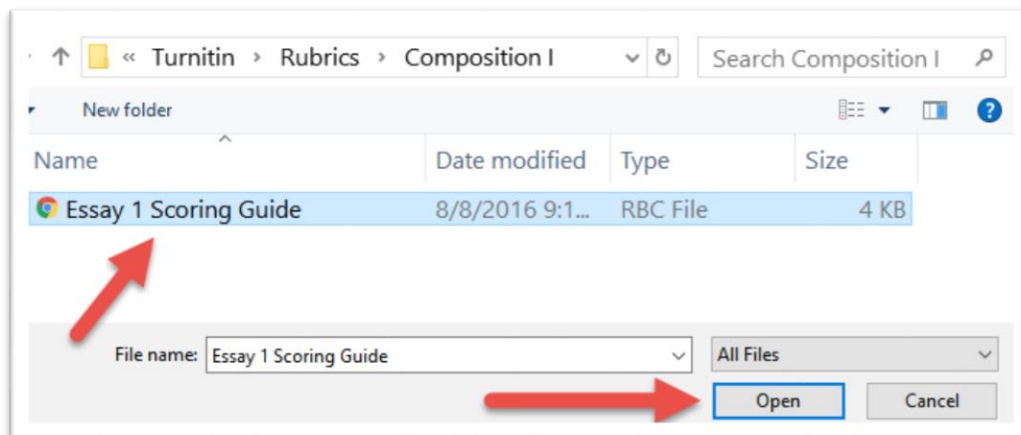 « Turnitin > Rubrics > Composition I Search Composition I
New folder
Name Date modified Type Size
Essay 1 Scoring Guide 8/8/2016 9:1... RBC File 4 KB
File name: Essay 1 Scoring Guide All Files
Open Cancel